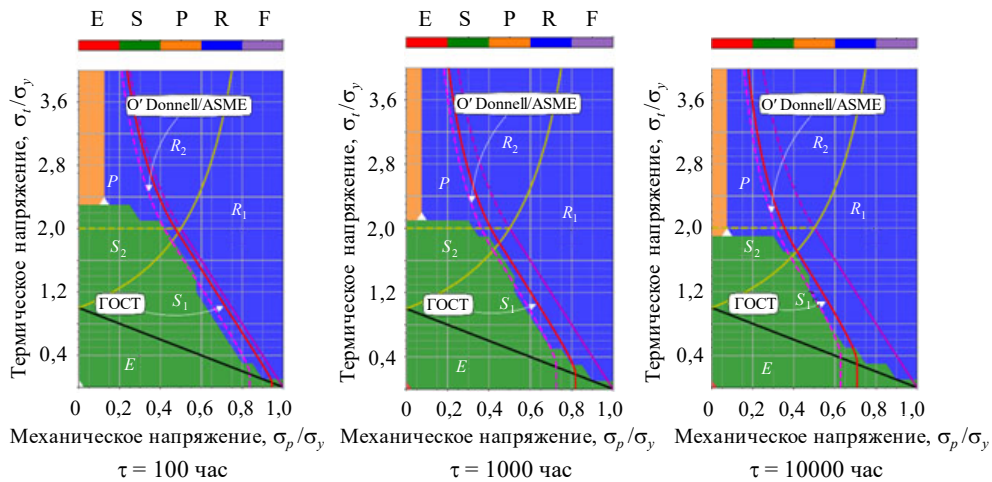 E S P R F
E S P R F
E S P R F
Термическое напряжение, σt/σy
3,6
2,8
2,0
1,2
0,4
O′ Donnell/ASME
R2
P
R1
S2
ГОСТ
S1
E
0 0,2 0,4 0,6 0,8 1,0
Механическое напряжение, σp/σy
τ = 100 час
Термическое напряжение, σt/σy
3,6
2,8
2,0
1,2
0,4
O′ Donnell/ASME
R2
P
R1
S2
ГОСТ
S1
E
0 0,2 0,4 0,6 0,8 1,0
Механическое напряжение, σp/σy
τ = 1000 час
Термическое напряжение, σt/σy
3,6
2,8
2,0
1,2
0,4
O′ Donnell/ASME
R2
P
R1
S2
ГОСТ
S1
E
0 0,2 0,4 0,6 0,8 1,0
Механическое напряжение, σp/σy
τ = 10000 час